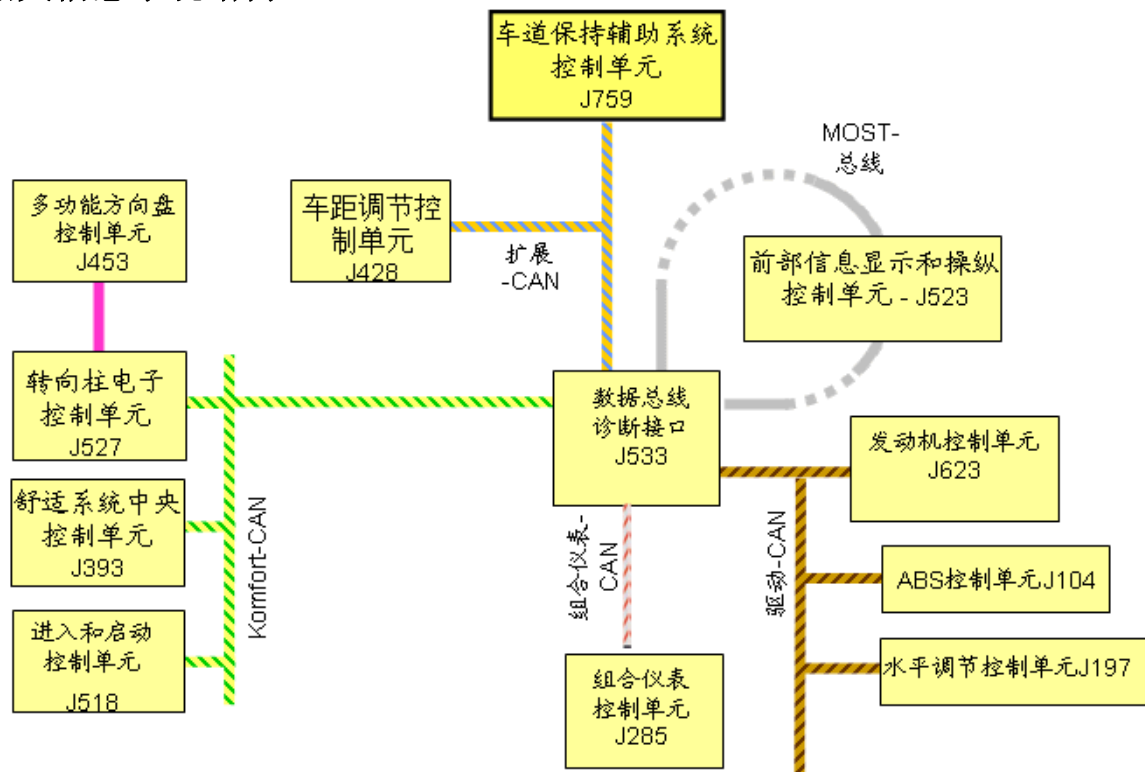 车道保持辅助系统
控制单元
J759
MOST-
总线
多功能方向盘
控制单元
J453
车距调节控
制单元
J428
扩展
-CAN
前部信息显示和操纵
控制单元 - J523
转向柱电子
控制单元
J527
数据总线
诊断接口
J533
发动机控制单元
J623
舒适系统中央
控制单元
J393
Komfort-CAN
组合仪表-
CAN
驱动-CAN
ABS控制单元J104
进入和启动
控制单元
J518
组合仪表
控制单元
J285
水平调节控制单元J197